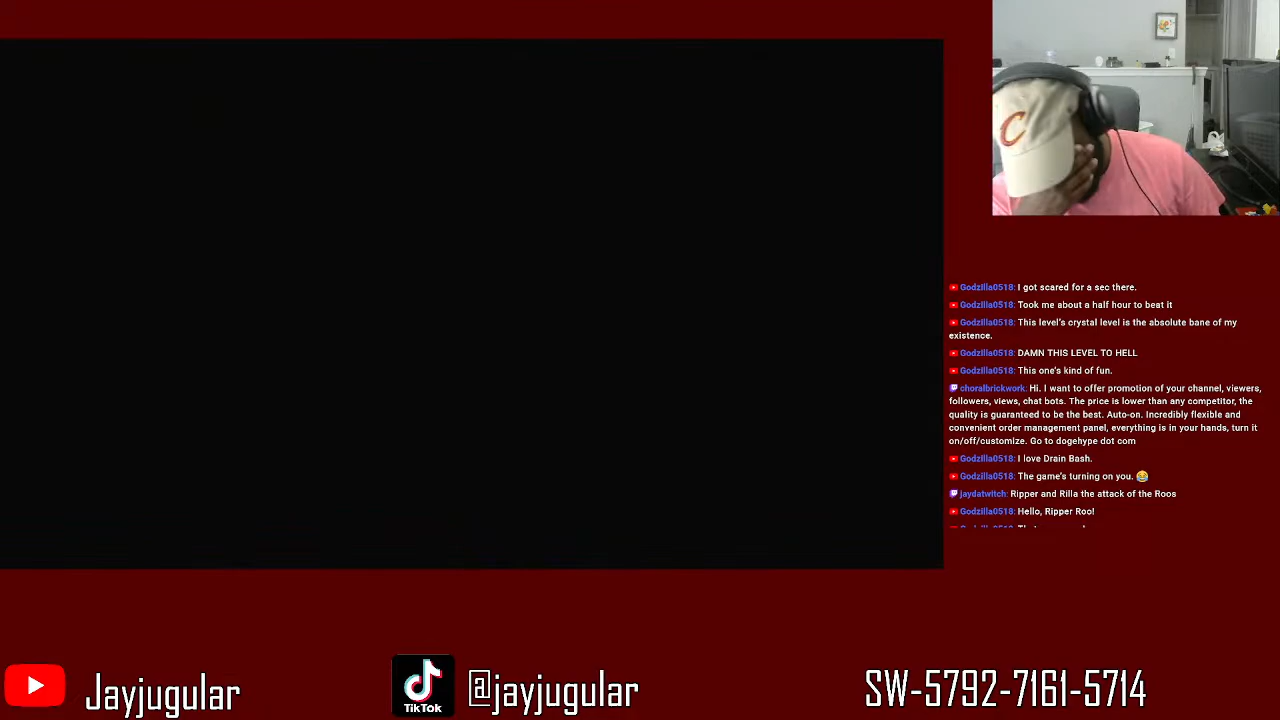 C
Godzilla0518: I got scared for a sec there.
Godzilla0518: Took me about a half hour to beat it
Godzilla0518: This level's crystal level is the absolute bane of my
existence.
Godzilla0518: DAMN THIS LEVEL TO HELL
Godzilla0518: This one's kind of fun.
choralbrickwork: Hi. I want to offer promotion of your channel, viewers,
followers, views, chat bots. The price is lower than any competitor, the
quality is guaranteed to be the best. Auto-on. Incredibly flexible and
convenient order management panel, everything is in your hands, turn it
on/off/customize. Go to dogehype dot com
Godzilla0518: I love Drain Bash.
Godzilla0518: The game's turning on you. 😂
jaydatwitch: Ripper and Rilla the attack of the Roos
Godzilla0518: Hello, Ripper Roo!
Jayjugular
TikTok
@jayjugular
SW-5792-7161-5714